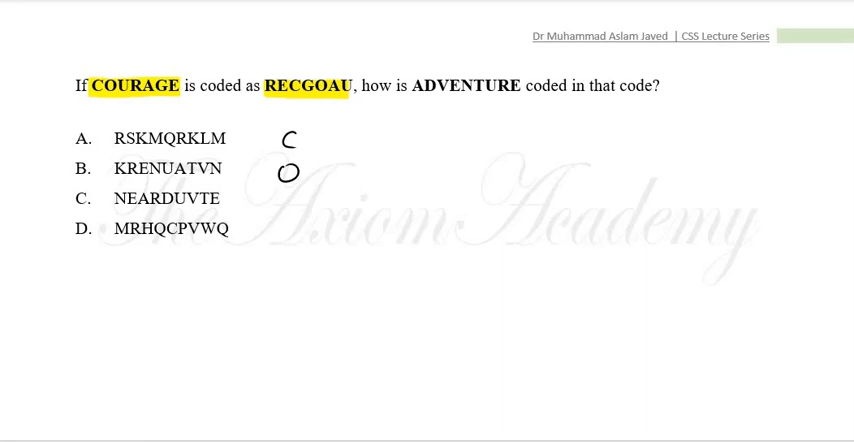 Dr Muhammad Aslam Javed | CSS Lecture Series
If COURAGE is coded as RECGOAU, how is ADVENTURE coded in that code?
A. RSKMQRKLM
B. KRENUATVN
C. NEARDUVTE
D. MRHQCPVWQ
C
O
The Axiom Academy